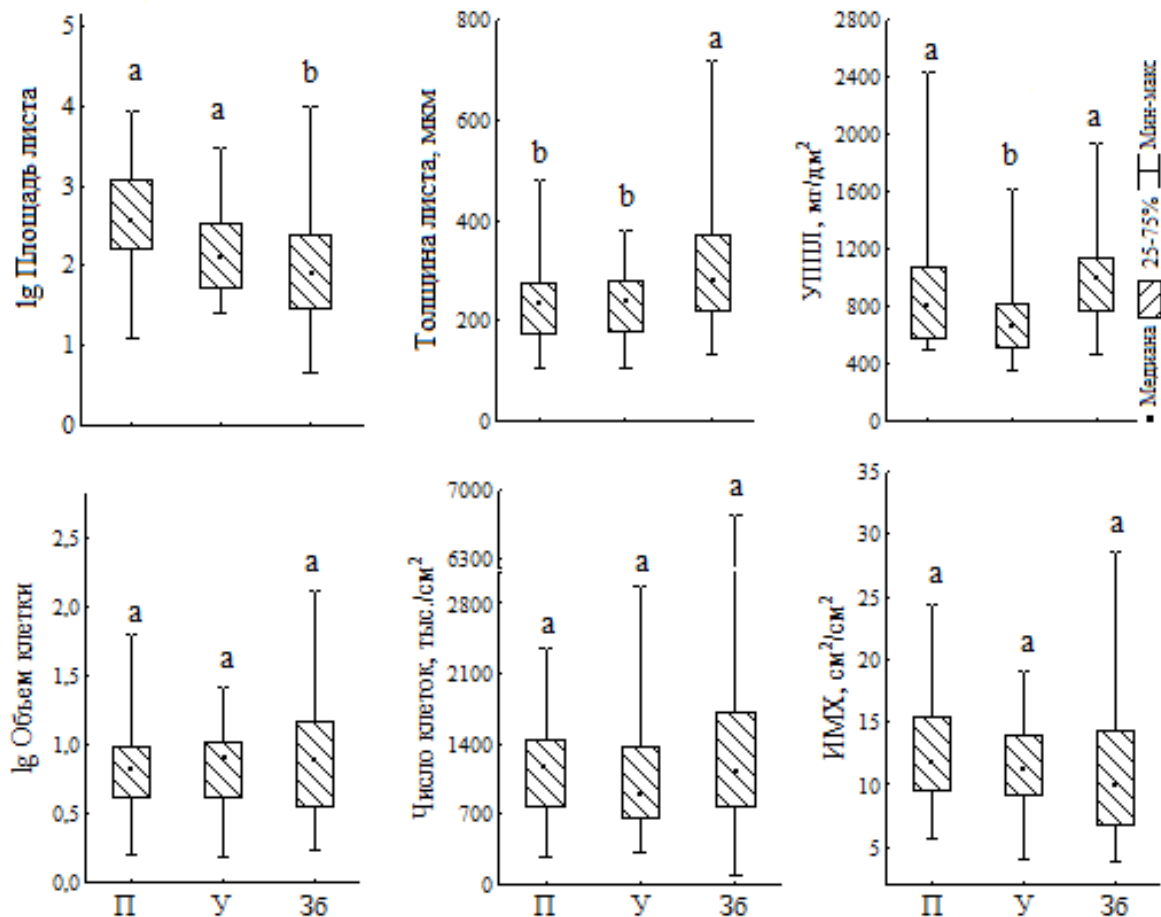 lg Площадь листа
5
4
3
2
1
0
a
a
b
Толщина листа, мкм
800
600
400
200
0
b
b
a
УППЛ, мг/дм²
2800
2400
2000
1600
1200
800
400
0
a
b
a
▪ Медиана 25-75% Мин-макс
lg Объем клетки
2,5
2,0
1,5
1,0
0,5
0,0
a
a
a
П У Зб
Число клеток, тыс./см²
7000
6300
2800
2100
1400
700
0
a
a
a
П У Зб
ИМХ, см²/см²
35
30
25
20
15
10
5
a
a
a
П У Зб